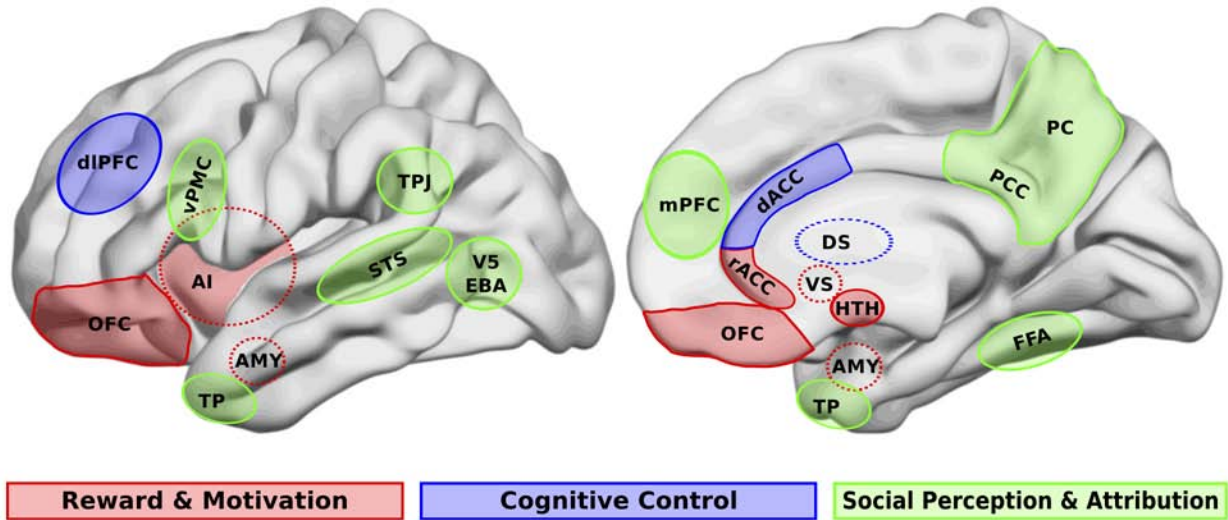 dlPFC
vPMC
TPJ
AI
STS
V5
EBA
OFC
AMY
TP
PC
PCC
mPFC
dACC
DS
rACC
VS
HTH
OFC
FFA
AMY
TP
Reward & Motivation
Cognitive Control
Social Perception & Attribution